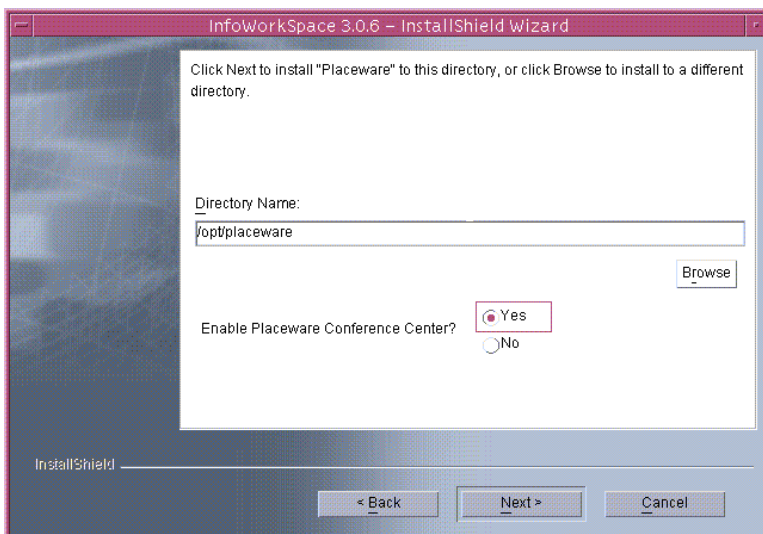 InfoWorkSpace 3.0.6 – InstallShield Wizard
Click Next to install "Placeware" to this directory, or click Browse to install to a different
directory.
Directory Name:
/opt/placeware
Browse
Enable Placeware Conference Center?
Yes
No
InstallShield
< Back
Next >
Cancel